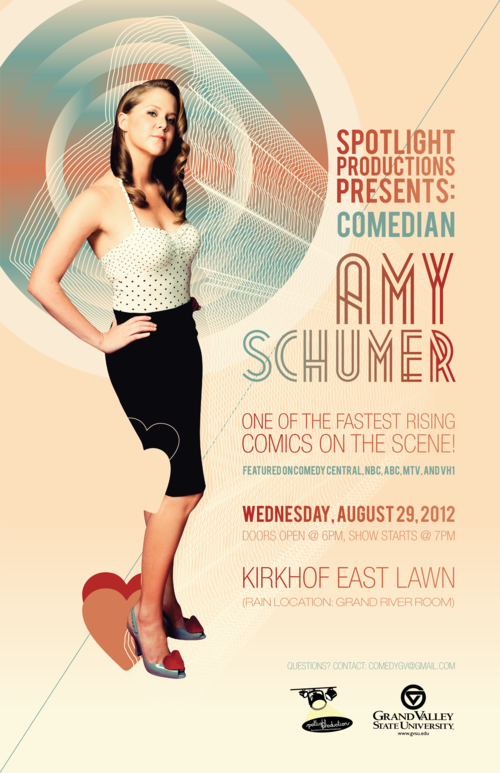 SPOTLIGHT
PRODUCTIONS
PRESENTS:
COMEDIAN
AMY
SCHUMER
ONE OF THE FASTEST RISING
COMICS ON THE SCENE!
FEATURED ON COMEDY CENTRAL, NBC, ABC, MTV, AND VH1
WEDNESDAY, AUGUST 29, 2012
DOORS OPEN @ 6PM, SHOW STARTS @ 7PM
KIRKHOF EAST LAWN
(RAIN LOCATION: GRAND RIVER ROOM)
QUESTIONS? CONTACT: COMEDYGV@GMAIL.COM
spotlight productions
GRAND VALLEY
STATE UNIVERSITY
www.gvsu.edu